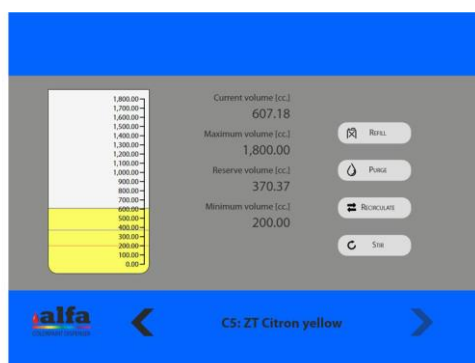 1,800.00
1,700.00
1,600.00
1,500.00
1,400.00
1,300.00
1,200.00
1,100.00
1,000.00
900.00
800.00
700.00
600.00
500.00
400.00
300.00
200.00
100.00
0.00
Current volume [cc.]
607.18
Maximum volume [cc.]
1,800.00
Reserve volume [cc.]
370.37
Minimum volume [cc.]
200.00
REFILL
PURGE
RECIRCULATE
STIR
alfa
C5: ZT Citron yellow